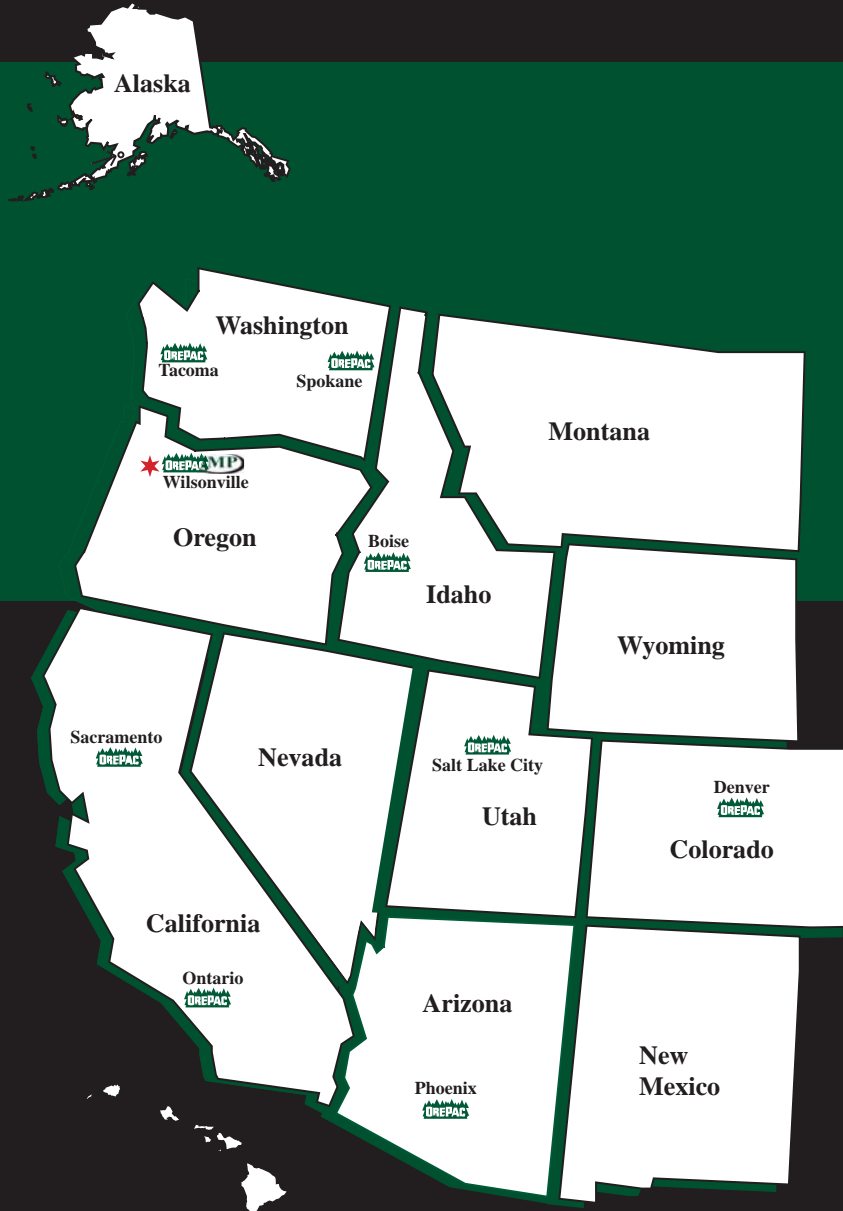 Alaska
Washington
OREPAC
Tacoma
OREPAC
Spokane
Montana
OREPAC MP
Wilsonville
Oregon
Boise
OREPAC
Idaho
Wyoming
Sacramento
OREPAC
Nevada
OREPAC
Salt Lake City
Utah
Denver
OREPAC
Colorado
California
Ontario
OREPAC
Arizona
Phoenix
OREPAC
New
Mexico